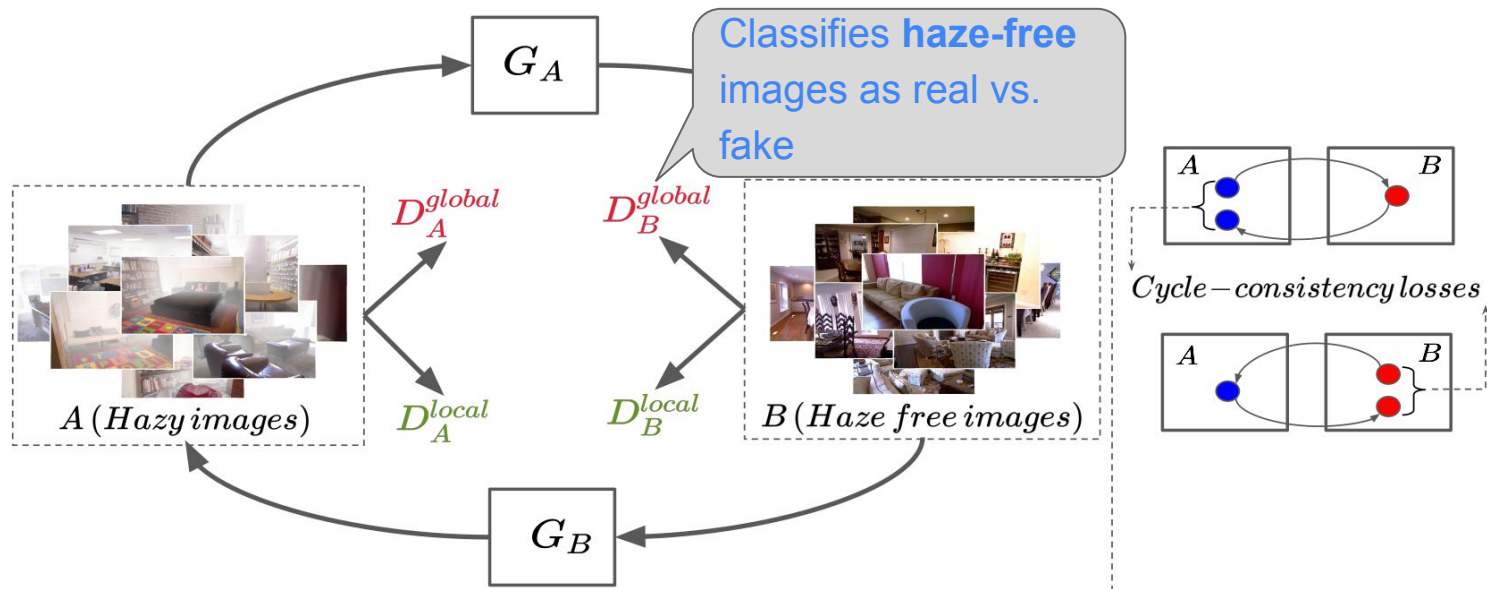 G_A
Classifies haze-free
images as real vs.
fake
D_A^{global}
D_B^{global}
D_A^{local}
D_B^{local}
A (Hazy images)
B (Haze free images)
G_B
A
B
Cycle-consistency losses
A
B